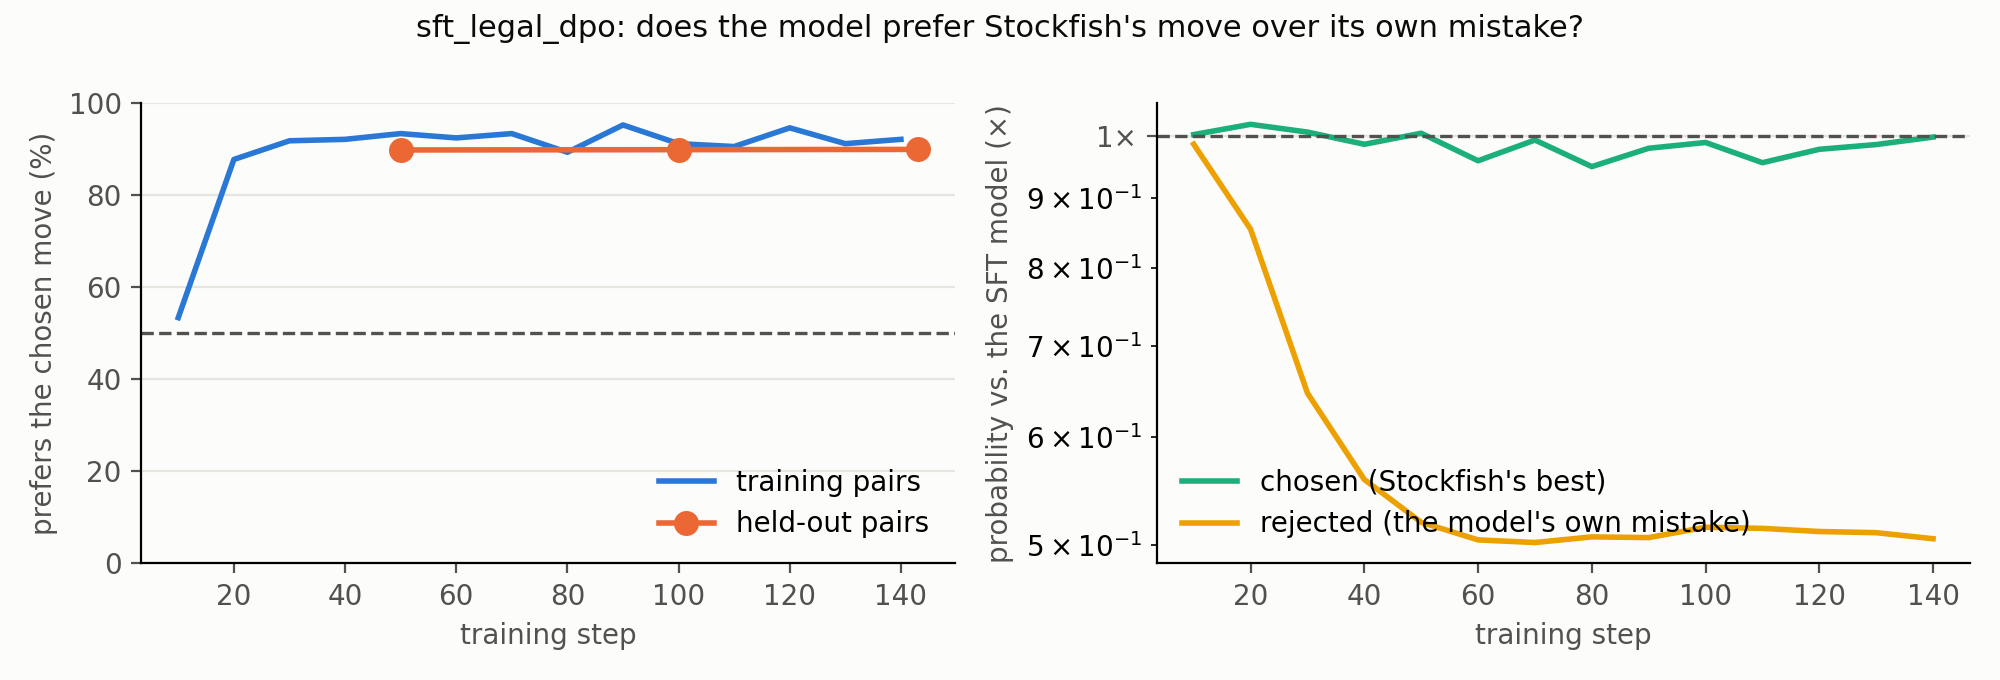 sft_legal_dpo: does the model prefer Stockfish's move over its own mistake?
prefers the chosen move (%)
100
80
60
40
20
0
20 40 60 80 100 120 140
training step
training pairs
held-out pairs
probability vs. the SFT model (×)
1×
9×10⁻¹
8×10⁻¹
7×10⁻¹
6×10⁻¹
5×10⁻¹
20 40 60 80 100 120 140
training step
chosen (Stockfish's best)
rejected (the model's own mistake)